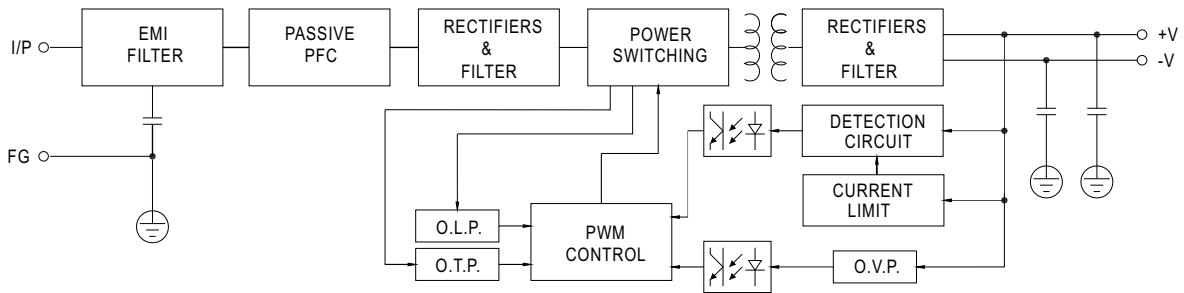 I/P
EMI
FILTER
PASSIVE
PFC
RECTIFIERS
&
FILTER
POWER
SWITCHING
RECTIFIERS
&
FILTER
+V
-V
FG
DETECTION
CIRCUIT
CURRENT
LIMIT
O.L.P.
O.T.P.
PWM
CONTROL
O.V.P.